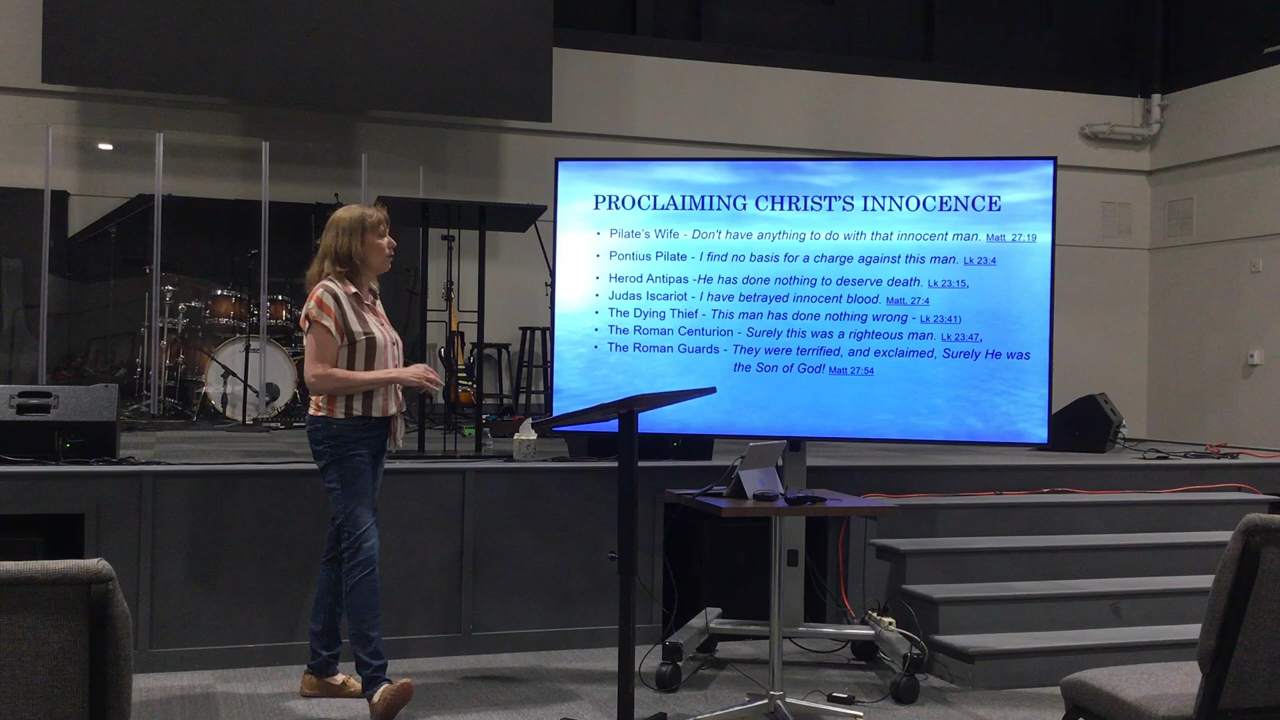 PROCLAIMING CHRIST'S INNOCENCE
• Pilate's Wife - Don't have anything to do with that innocent man. Matt 27:19
• Pontius Pilate - I find no basis for a charge against this man. Lk 23:4
• Herod Antipas -He has done nothing to deserve death. Lk 23:15,
• Judas Iscariot - I have betrayed innocent blood. Matt. 27:4
• The Dying Thief - This man has done nothing wrong - Lk 23:41)
• The Roman Centurion - Surely this was a righteous man. Lk 23:47,
• The Roman Guards - They were terrified, and exclaimed, Surely He was
the Son of God! Matt 27:54